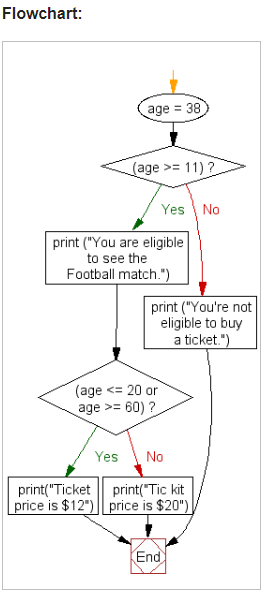 Flowchart:
age = 38
(age >= 11) ?
Yes
No
print ("You are eligible
to see the
Football match.")
print ("You're not
eligible to buy
a ticket.")
(age <= 20 or
age >= 60) ?
Yes
No
print("Ticket
price is $12")
print("Tic kit
price is $20")
End